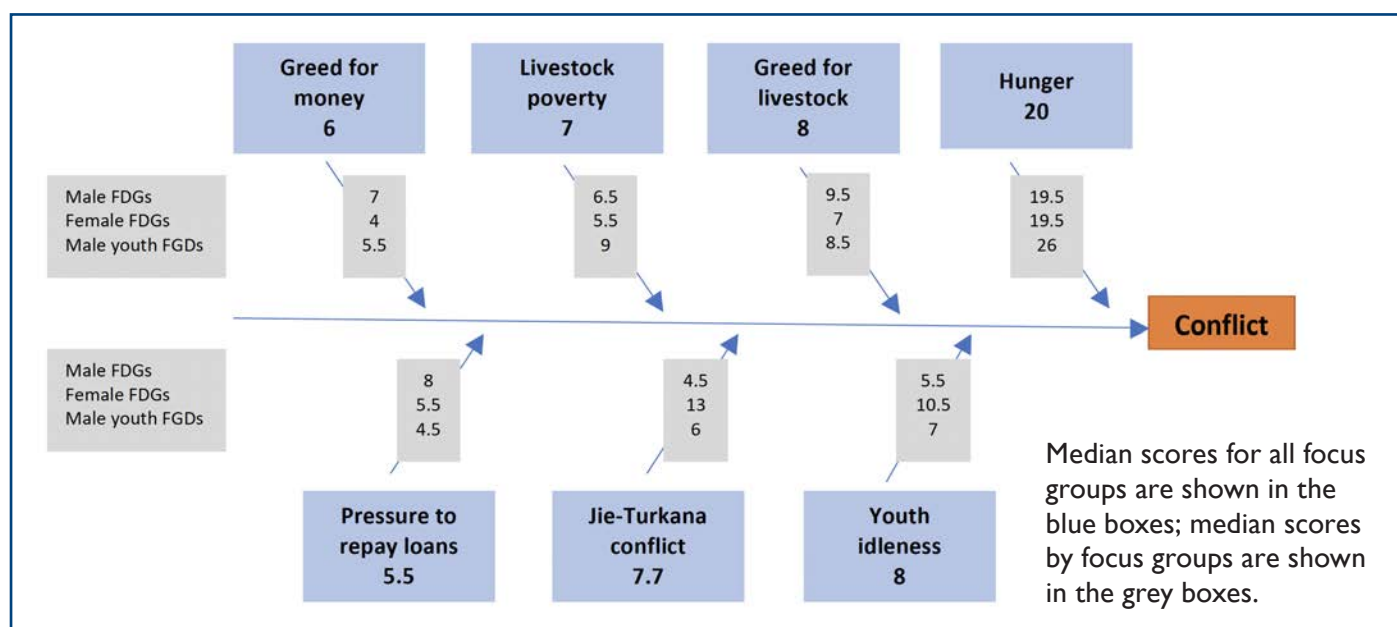 Greed for
money
6
Livestock
poverty
7
Greed for
livestock
8
Hunger
20
Male FDGs
Female FDGs
Male youth FGDs
7
4
5.5
6.5
5.5
9
9.5
7
8.5
19.5
19.5
26
Conflict
Male FDGs
Female FDGs
Male youth FGDs
8
5.5
4.5
4.5
13
6
5.5
10.5
7
Pressure to
repay loans
5.5
Jie-Turkana
conflict
7.7
Youth
idleness
8
Median scores for all focus
groups are shown in the
blue boxes; median scores
by focus groups are shown
in the grey boxes.